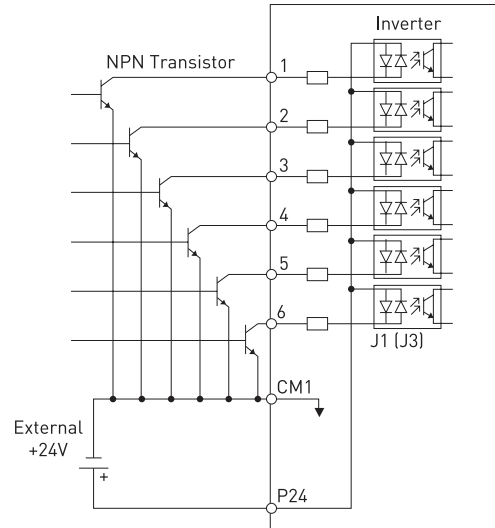 Inverter
NPN Transistor
1
2
3
4
5
6
J1 (J3)
CM1
External
+24V
+
P24